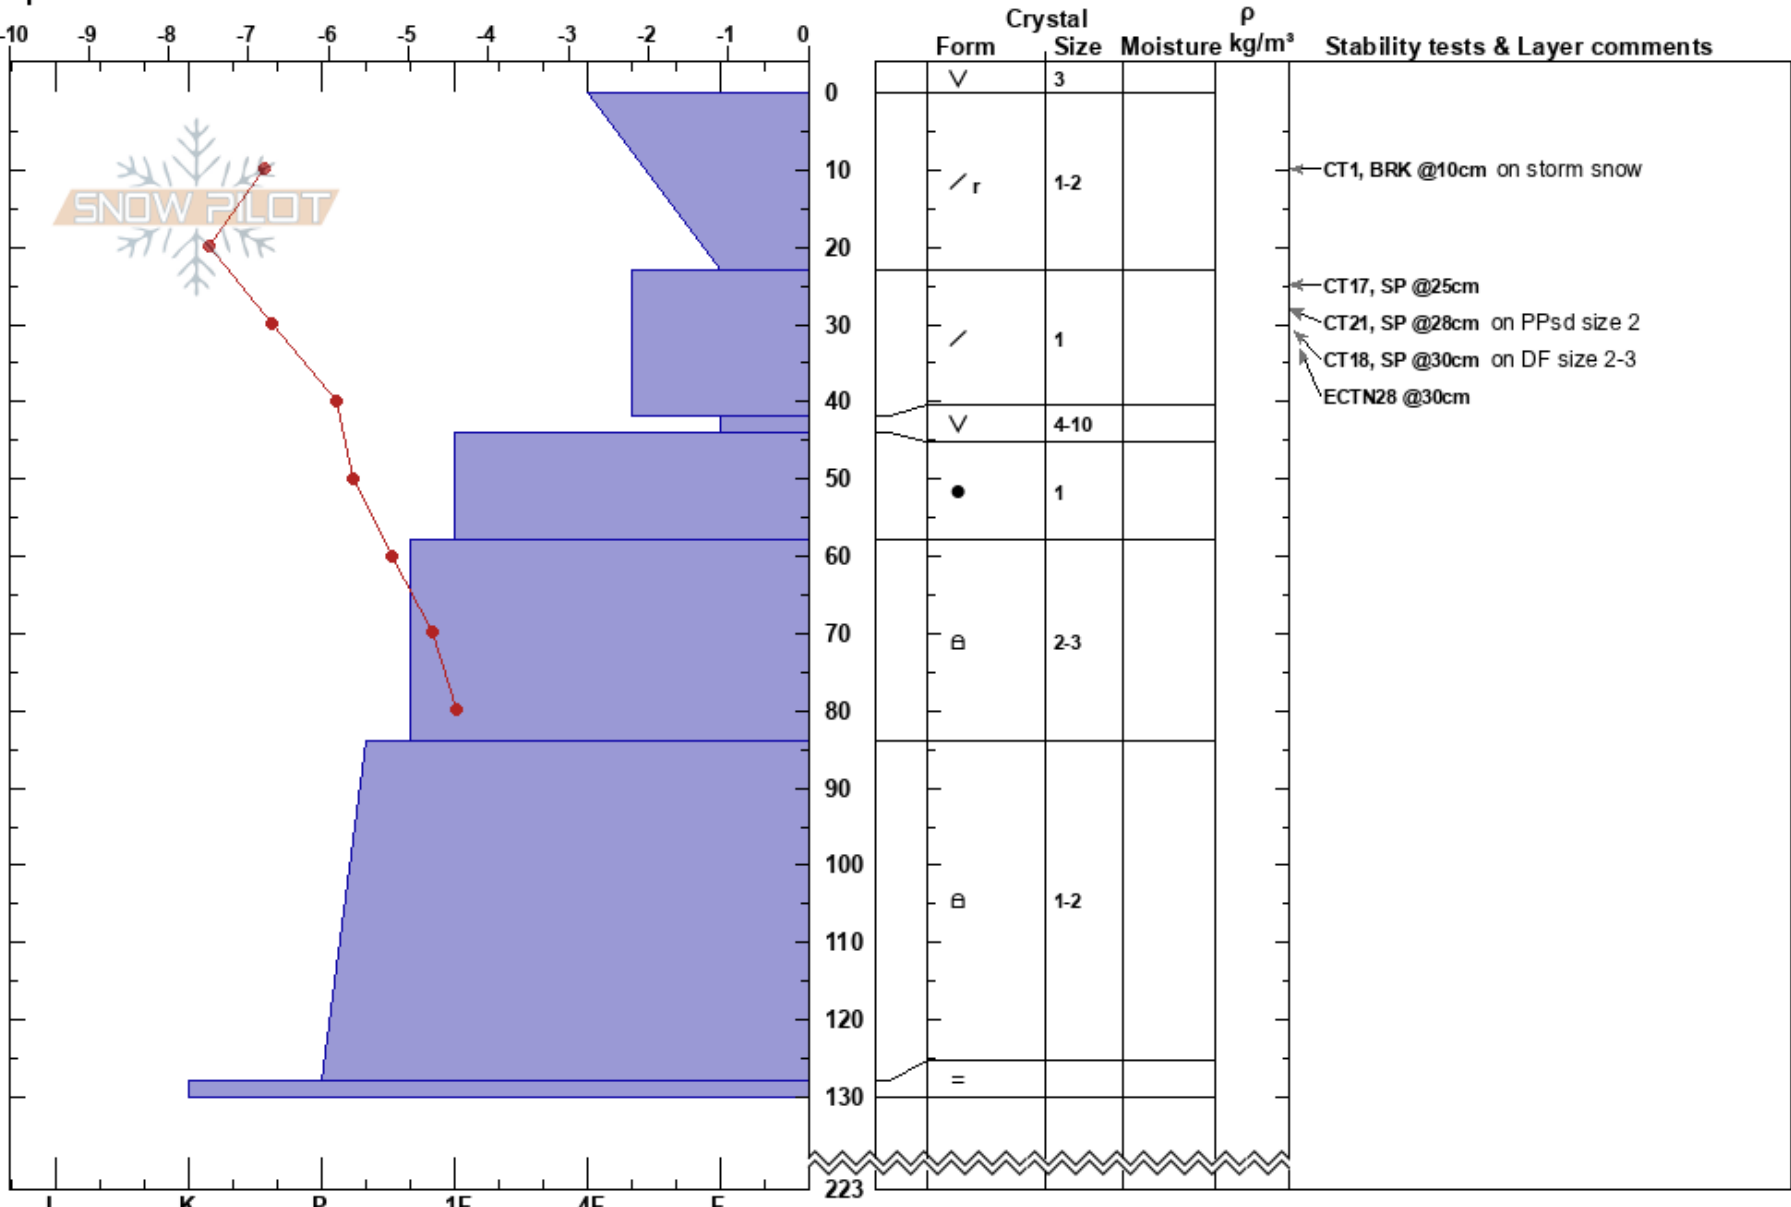 Crystal ρ
-10 -9 -8 -7 -6 -5 -4 -3 -2 -1 0 Form Size Moisture kg/m³ Stability tests & Layer comments
V 3
0
10 CT1, BRK @10cm on storm snow
/ r 1-2
SNOW PILOT
20
CT17, SP @25cm
30 CT21, SP @28cm on PPsd size 2
/ 1
CT18, SP @30cm on DF size 2-3
40 ECTN28 @30cm
V 4-10
50 ● 1
60
70 2-3
80
90
100 1-2
110
120
=
130
223
I K P 1F 4F F